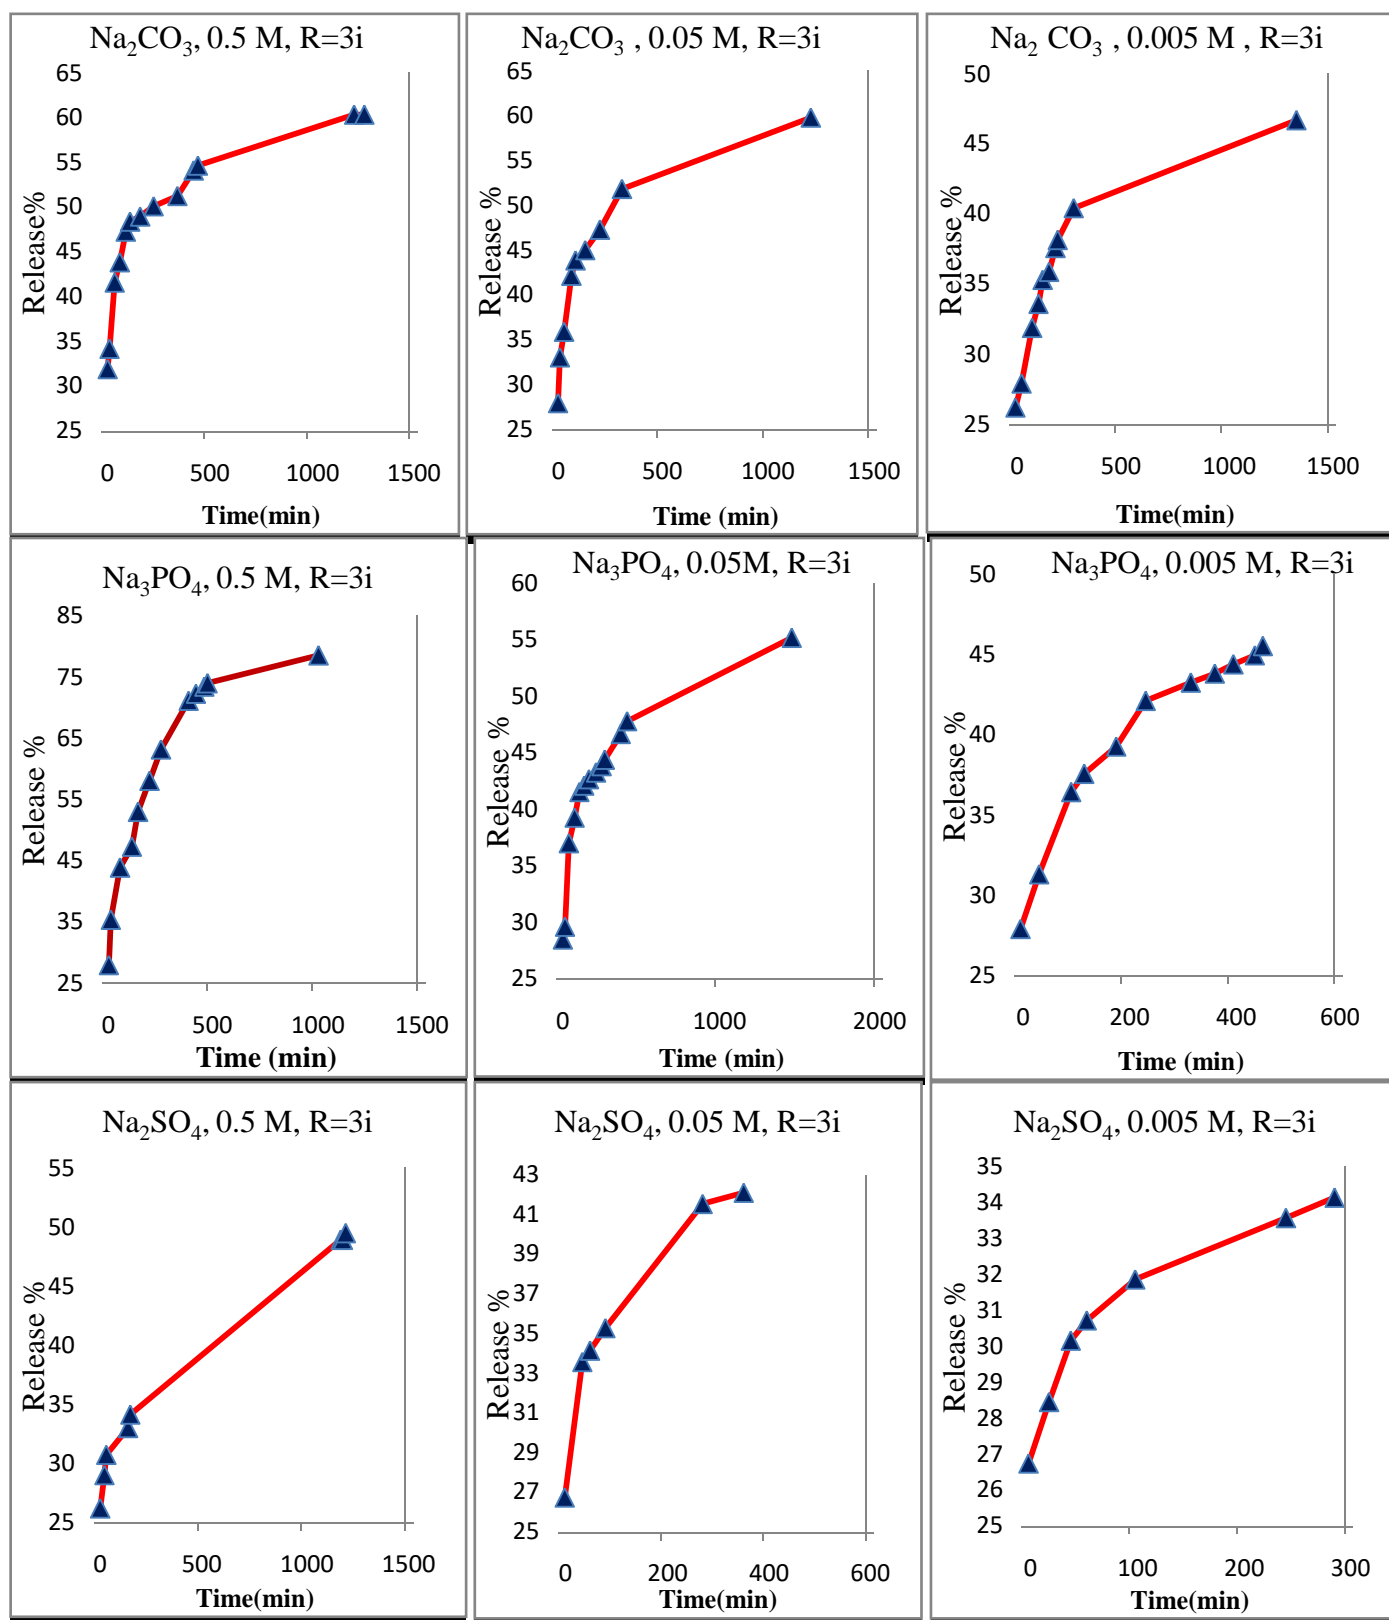 Na₂CO₃, 0.5 M, R=3i
65
60
55
50
45
40
35
30
25
Release%
0 500 1000 1500
Time(min)
Na₂CO₃ , 0.05 M, R=3i
65
60
55
50
45
40
35
30
25
Release %
0 500 1000 1500
Time (min)
Na₂ CO₃ , 0.005 M , R=3i
50
45
40
35
30
25
Release %
0 500 1000 1500
Time(min)
Na₃PO₄, 0.5 M, R=3i
85
75
65
55
45
35
25
Release %
0 500 1000 1500
Time (min)
Na₃PO₄, 0.05M, R=3i
60
55
50
45
40
35
30
25
Release %
0 1000 2000
Time (min)
Na₃PO₄, 0.005 M, R=3i
50
45
40
35
30
25
Release %
0 200 400 600
Time (min)
Na₂SO₄, 0.5 M, R=3i
55
50
45
40
35
30
25
Release %
0 500 1000 1500
Time(min)
Na₂SO₄, 0.05 M, R=3i
43
41
39
37
35
33
31
29
27
25
Release %
0 200 400 600
Time(min)
Na₂SO₄, 0.005 M, R=3i
35
34
33
32
31
30
29
28
27
26
25
Release %
0 100 200 300
Time(min)